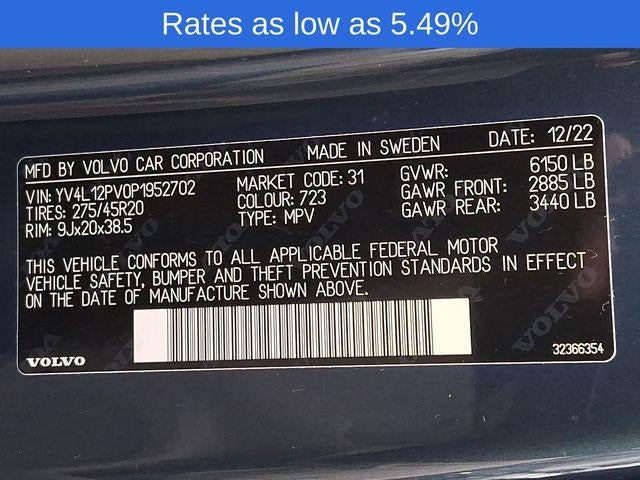 Rates as low as 5.49%
MFD BY VOLVO CAR CORPORATION MADE IN SWEDEN DATE: 12/22
VIN: YV4L12PV0P1952702 MARKET CODE: 31 GVWR: 6150 LB
TIRES: 275/45R20 COLOUR: 723 GAWR FRONT: 2885 LB
RIM: 9Jx20x38.5 TYPE: MPV GAWR REAR: 3440 LB
THIS VEHICLE CONFORMS TO ALL APPLICABLE FEDERAL MOTOR
VEHICLE SAFETY, BUMPER AND THEFT PREVENTION STANDARDS IN EFFECT
ON THE DATE OF MANUFACTURE SHOWN ABOVE.
VOLVO 32366354